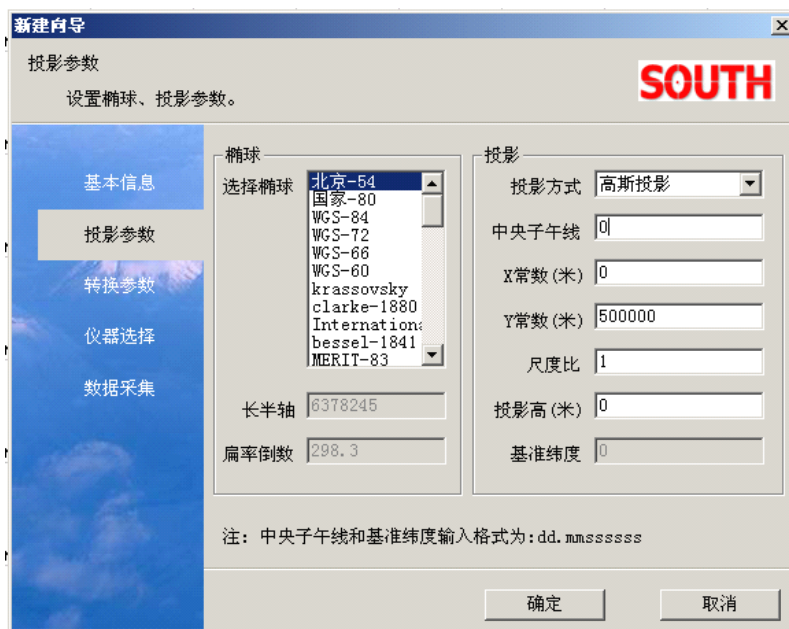 新建向导
投影参数
设置椭球、投影参数。
SOUTH
基本信息
投影参数
转换参数
仪器选择
数据采集
椭球
选择椭球
北京-54
国家-80
WGS-84
WGS-72
WGS-66
WGS-60
krassovsky
clarke-1880
Internationa
bessel-1841
MERIT-83
长半轴 6378245
扁率倒数 298.3
投影
投影方式 高斯投影
中央子午线 0
X常数(米) 0
Y常数(米) 500000
尺度比 1
投影高(米) 0
基准纬度 0
注: 中央子午线和基准纬度输入格式为:dd.mmssssss
确定
取消